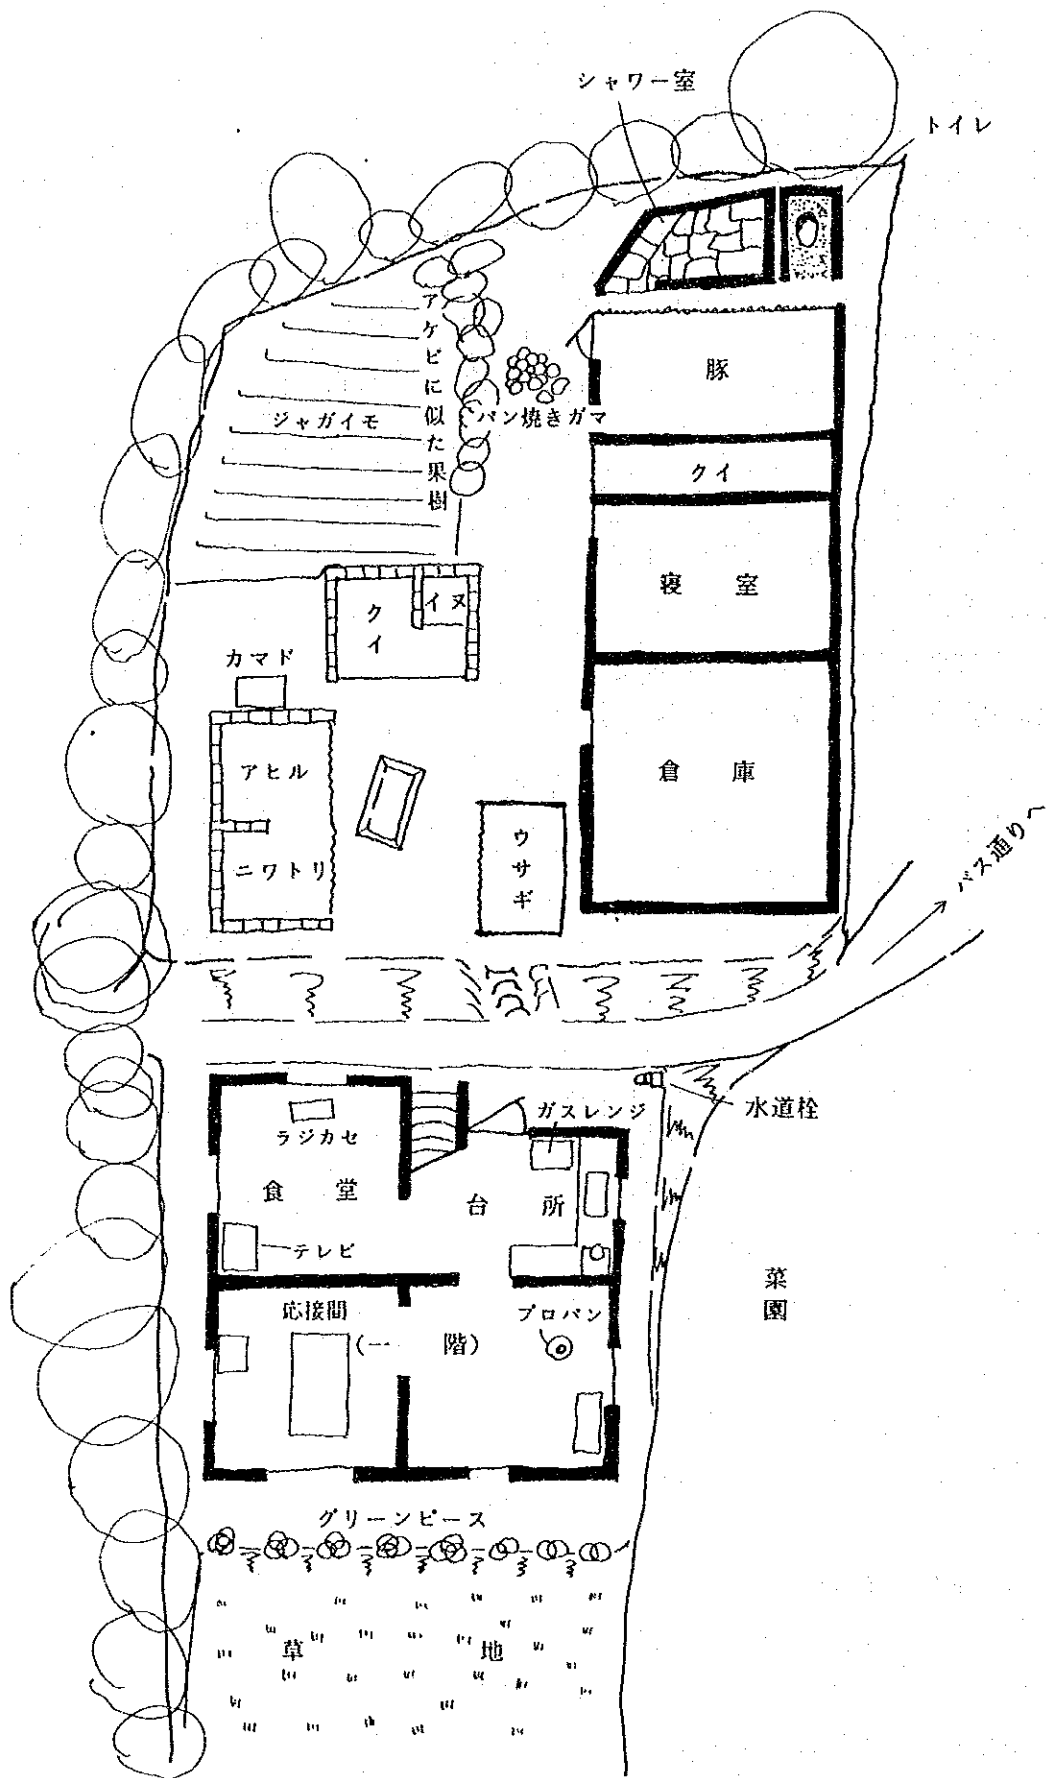 シャワー室
トイレ
アケビに似た果樹
ジャガイモ
パン焼きガマ
豚
クイ
寝室
クイ
イヌ
カマド
アヒル
ニワトリ
ウサギ
倉庫
バス通りへ
水道栓
ガスレンジ
ラジカセ
食堂
台所
テレビ
応接間
プロパン
(一階)
菜園
グリーンピース
草地